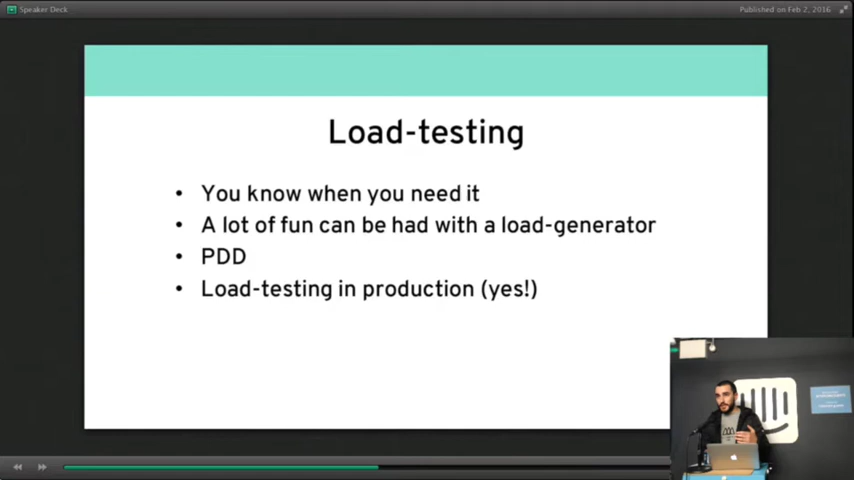 Speaker Deck
Published on Feb 2, 2016
Load-testing
• You know when you need it
• A lot of fun can be had with a load-generator
• PDD
• Load-testing in production (yes!)